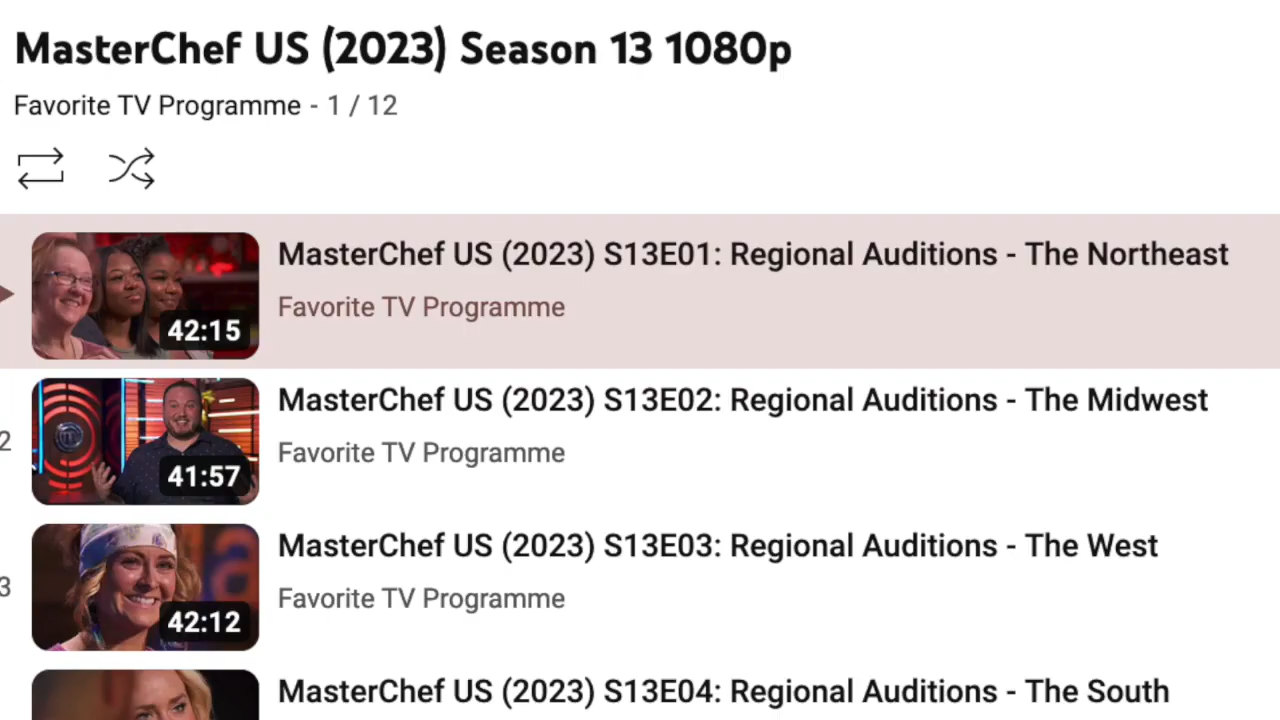 MasterChef US (2023) Season 13 1080p
Favorite TV Programme - 1 / 12
MasterChef US (2023) S13E01: Regional Auditions - The Northeast
Favorite TV Programme
42:15
2
MasterChef US (2023) S13E02: Regional Auditions - The Midwest
Favorite TV Programme
41:57
3
MasterChef US (2023) S13E03: Regional Auditions - The West
Favorite TV Programme
42:12
MasterChef US (2023) S13E04: Regional Auditions - The South